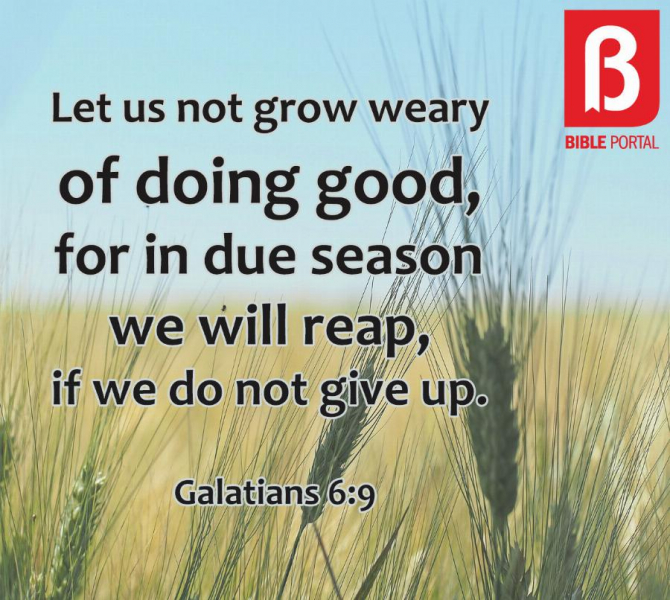 Let us not grow weary
of doing good,
for in due season
we will reap,
if we do not give up.
Galatians 6:9
ß
BIBLE PORTAL